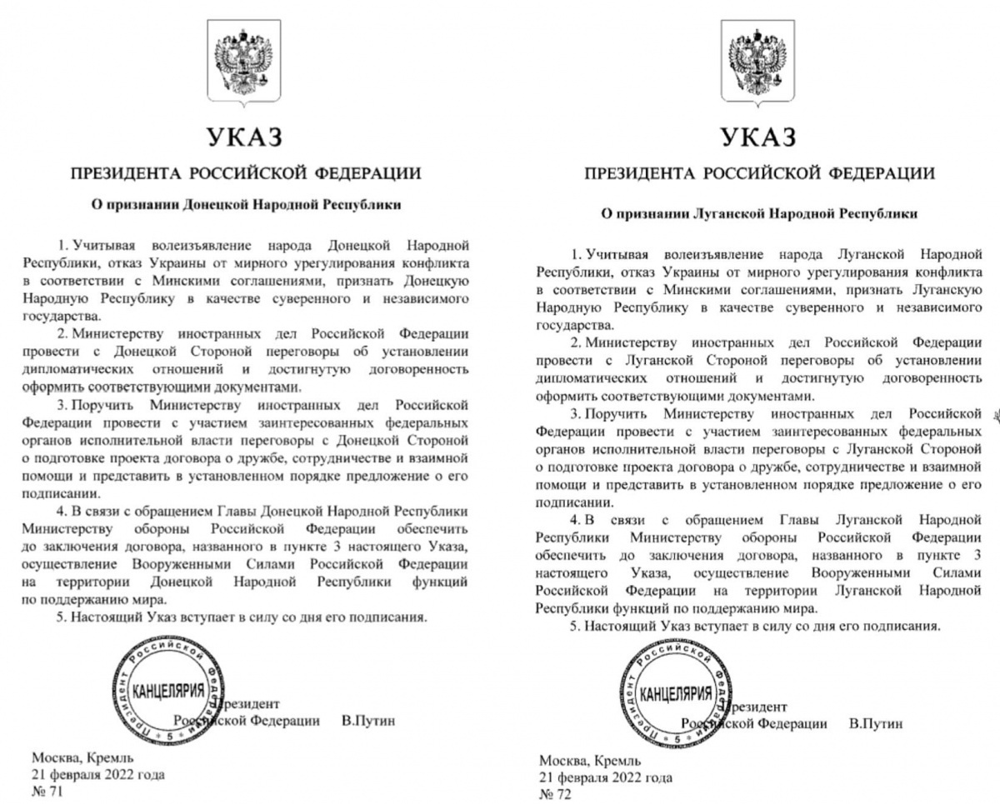 УКАЗ
ПРЕЗИДЕНТА РОССИЙСКОЙ ФЕДЕРАЦИИ
О признании Донецкой Народной Республики
1. Учитывая волеизъявление народа Донецкой Народной
Республики, отказ Украины от мирного урегулирования конфликта
в соответствии с Минскими соглашениями, признать Донецкую
Народную Республику в качестве суверенного и независимого
государства.
2. Министерству иностранных дел Российской Федерации
провести с Донецкой Стороной переговоры об установлении
дипломатических отношений и достигнутую договоренность
оформить соответствующими документами.
3. Поручить Министерству иностранных дел Российской
Федерации провести с участием заинтересованных федеральных
органов исполнительной власти переговоры с Донецкой Стороной
о подготовке проекта договора о дружбе, сотрудничестве и взаимной
помощи и представить в установленном порядке предложение о его
подписании.
4. В связи с обращением Главы Донецкой Народной Республики
Министерству обороны Российской Федерации обеспечить
до заключения договора, названного в пункте 3 настоящего Указа,
осуществление Вооруженными Силами Российской Федерации
на территории Донецкой Народной Республики функций
по поддержанию мира.
5. Настоящий Указ вступает в силу со дня его подписания.
Президент Российской Федерации
КАНЦЕЛЯРИЯ
* 5 *
Президент
Российской Федерации В.Путин
Москва, Кремль
21 февраля 2022 года
№ 71
УКАЗ
ПРЕЗИДЕНТА РОССИЙСКОЙ ФЕДЕРАЦИИ
О признании Луганской Народной Республики
1. Учитывая волеизъявление народа Луганской Народной
Республики, отказ Украины от мирного урегулирования конфликта
в соответствии с Минскими соглашениями, признать Луганскую
Народную Республику в качестве суверенного и независимого
государства.
2. Министерству иностранных дел Российской Федерации
провести с Луганской Стороной переговоры об установлении
дипломатических отношений и достигнутую договоренность
оформить соответствующими документами.
3. Поручить Министерству иностранных дел Российской
Федерации провести с участием заинтересованных федеральных
органов исполнительной власти переговоры с Луганской Стороной
о подготовке проекта договора о дружбе, сотрудничестве и взаимной
помощи и представить в установленном порядке предложение о его
подписании.
4. В связи с обращением Главы Луганской Народной
Республики Министерству обороны Российской Федерации
обеспечить до заключения договора, названного в пункте 3
настоящего Указа, осуществление Вооруженными Силами
Российской Федерации на территории Луганской Народной
Республики функций по поддержанию мира.
5. Настоящий Указ вступает в силу со дня его подписания.
Президент Российской Федерации
КАНЦЕЛЯРИЯ
* 5 *
Президент
Российской Федерации В.Путин
Москва, Кремль
21 февраля 2022 года
№ 72